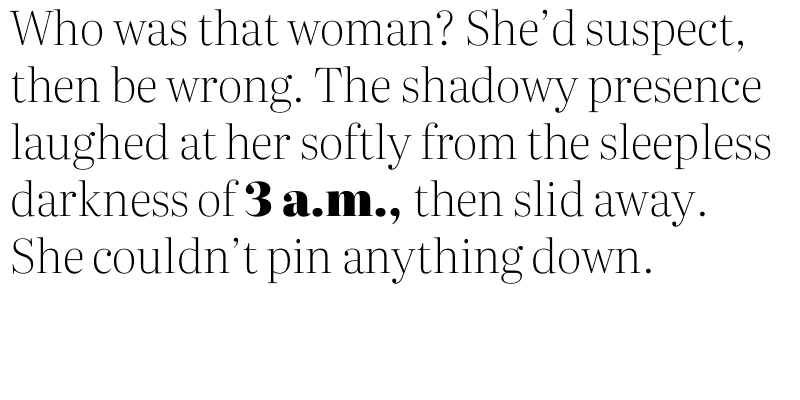 Who was that woman? She’d suspect,
then be wrong. The shadowy presence
laughed at her softly from the sleepless
darkness of 3 a.m., then slid away.
She couldn’t pin anything down.